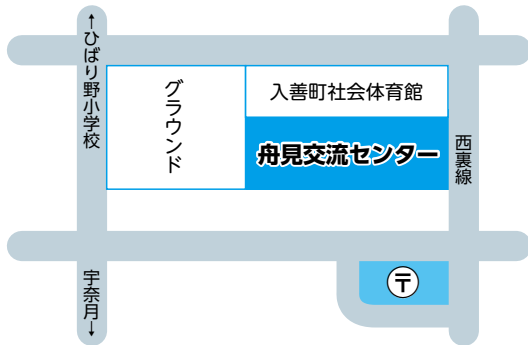 ↑ひばり野小学校
グラウンド
入善町社会体育館
舟見交流センター
西裏線
宇奈月↓
〒